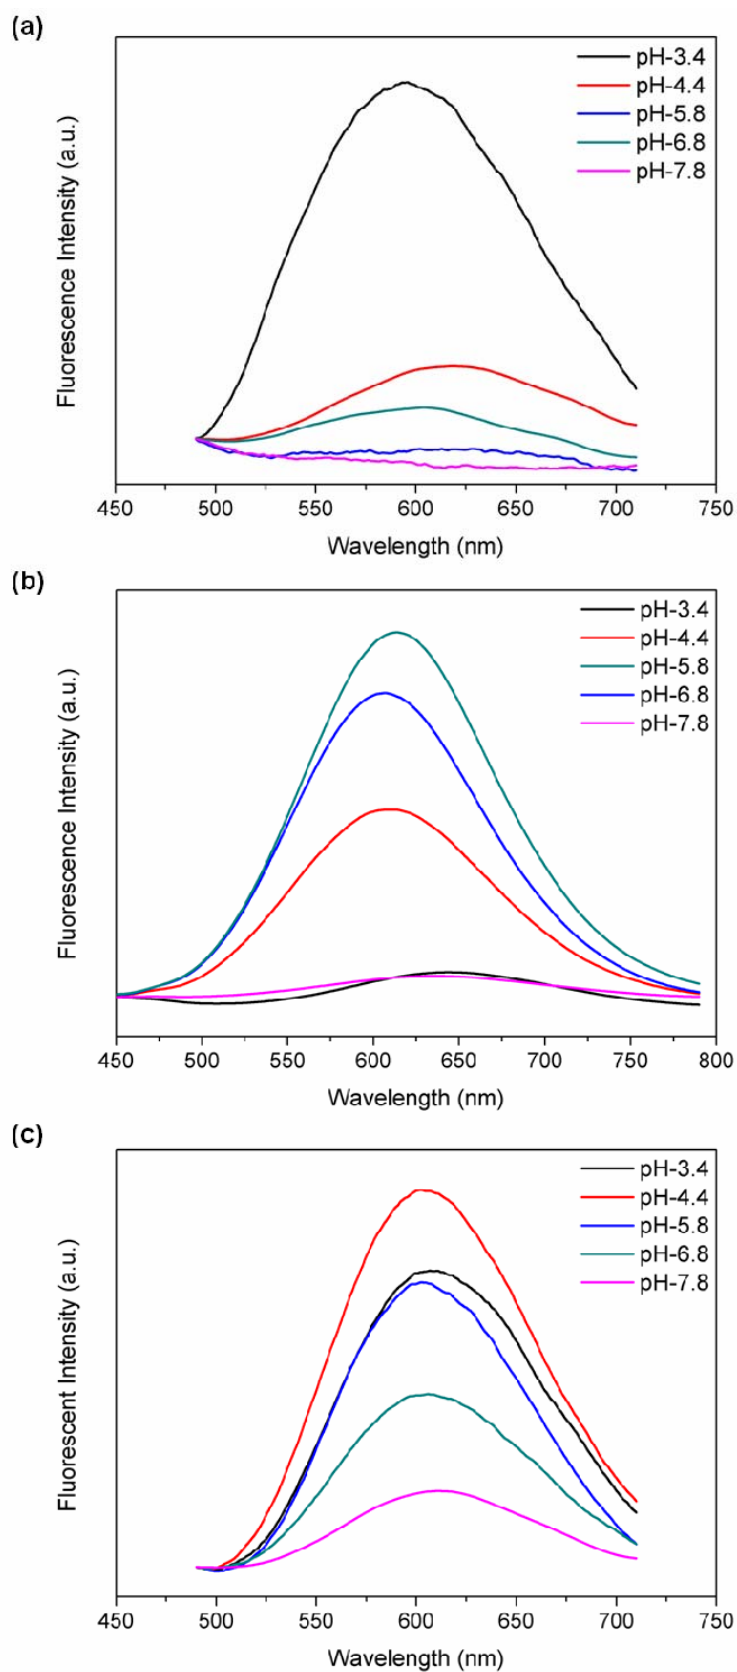 (a)
pH-3.4
pH-4.4
pH-5.8
pH-6.8
pH-7.8
Fluorescence Intensity (a.u.)
450 500 550 600 650 700 750
Wavelength (nm)
(b)
pH-3.4
pH-4.4
pH-5.8
pH-6.8
pH-7.8
Fluorescence Intensity (a.u.)
450 500 550 600 650 700 750 800
Wavelength (nm)
(c)
pH-3.4
pH-4.4
pH-5.8
pH-6.8
pH-7.8
Fluorescent Intensity (a.u.)
450 500 550 600 650 700 750
Wavelength (nm)